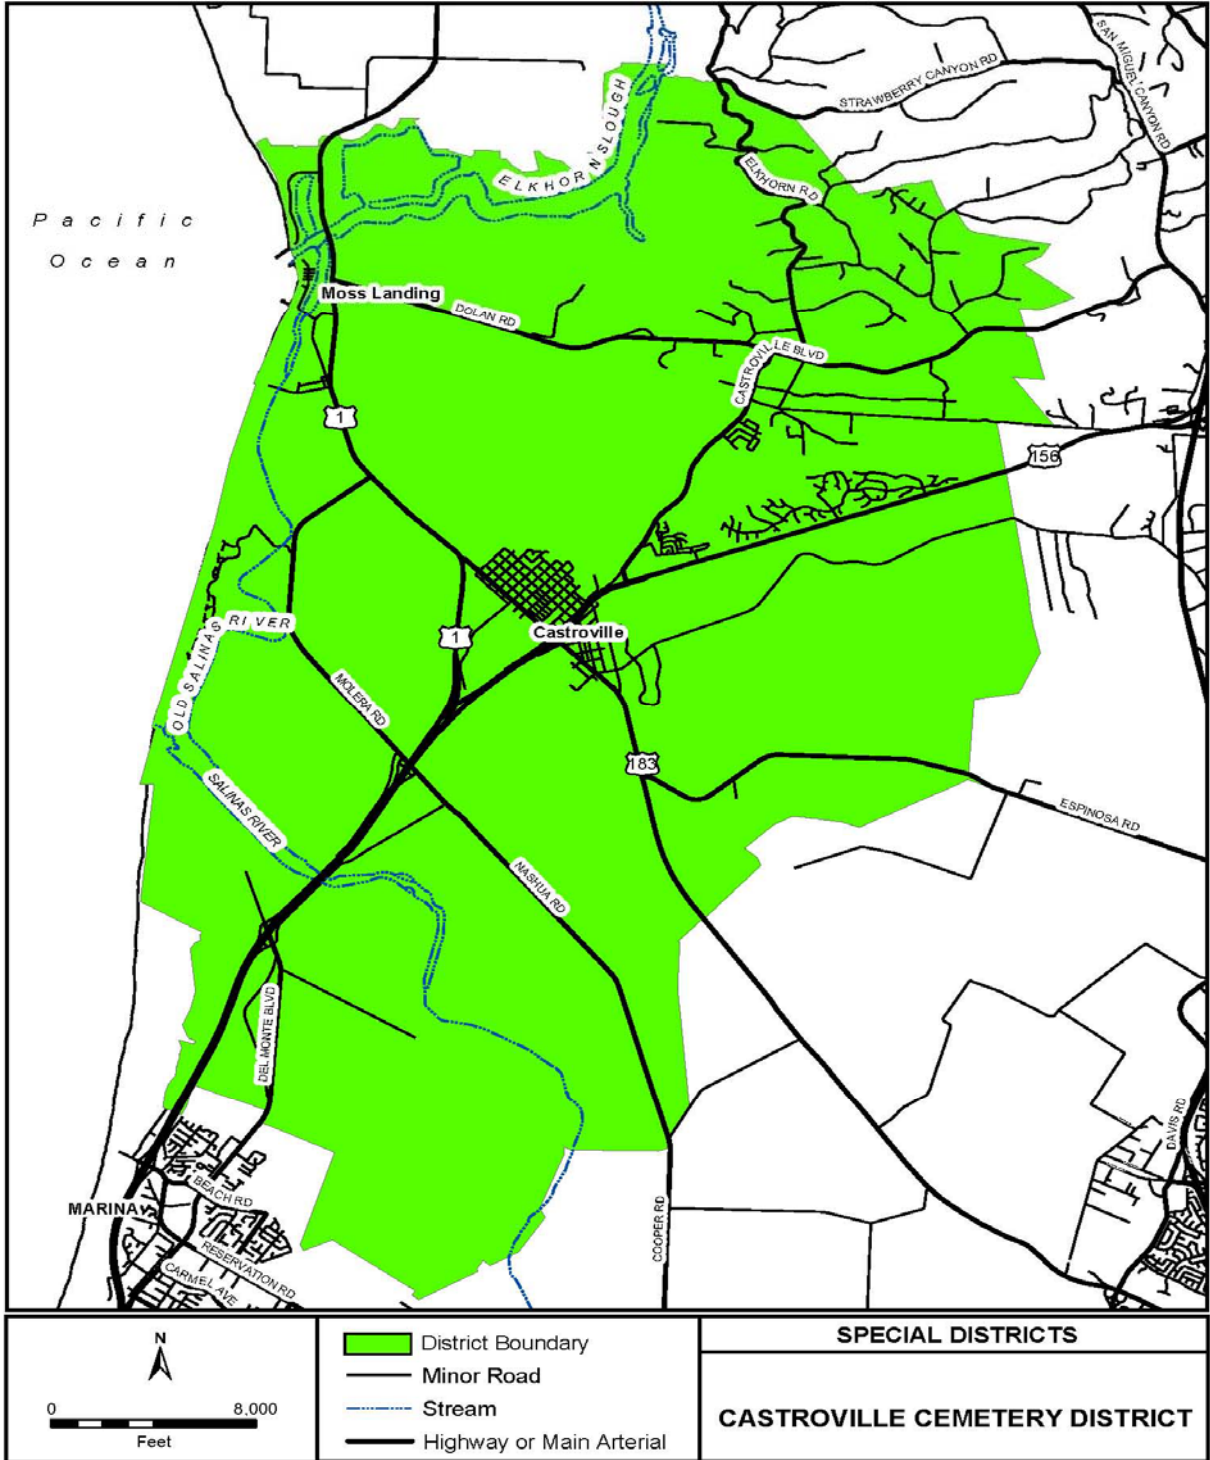 STRAWBERRY CANYON RD
SAN MIGUEL CANYON RD
ELKHORN SLOUGH
ELKHORN RD
Pacific
Ocean
Moss Landing
DOLAN RD
CASTROVILLE BLVD
1
156
OLD SALINAS RIVER
Castroville
1
MOLERA RD
183
SALINAS RIVER
ESPINOSA RD
NASHUA RD
DEL MONTE BLVD
DAVIS RD
BEACH RD
MARINA
RESERVATION RD
CARMEL AVE
COOPER RD
N
0 8,000
Feet
District Boundary
Minor Road
Stream
Highway or Main Arterial
SPECIAL DISTRICTS
CASTROVILLE CEMETERY DISTRICT